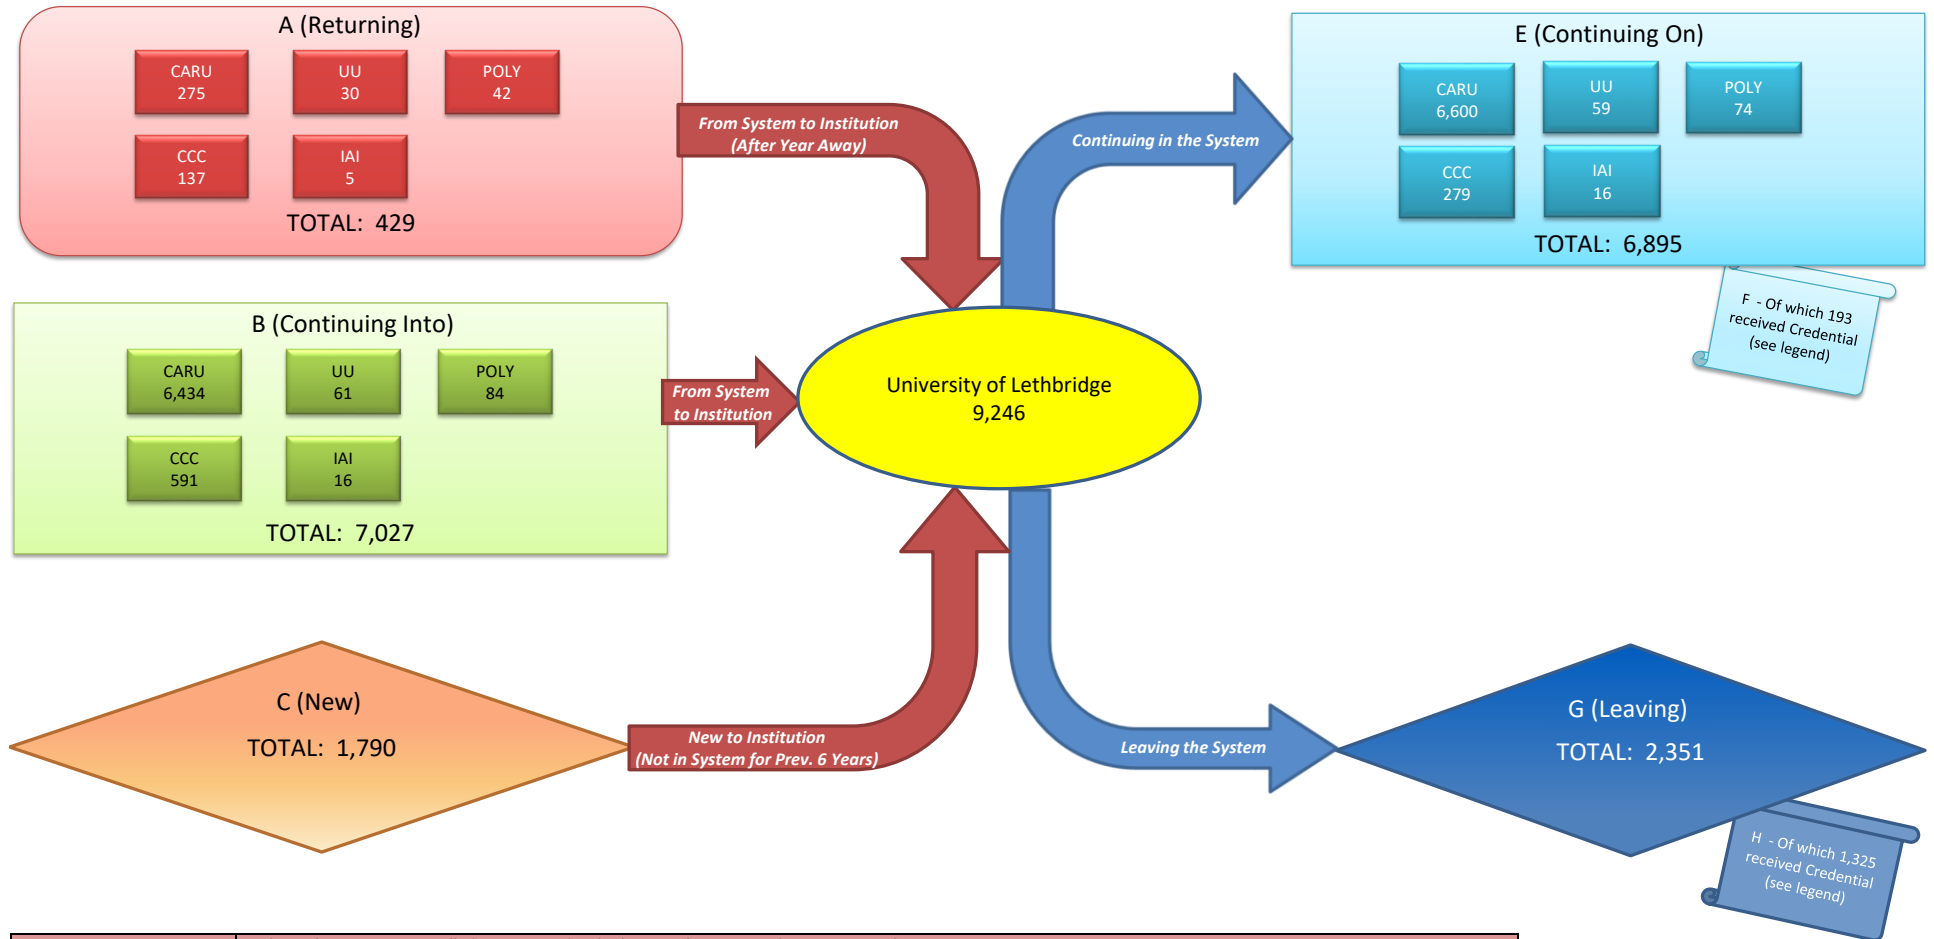 A (Returning)
CARU
275
UU
30
POLY
42
CCC
137
IAI
5
TOTAL: 429
From System to Institution
(After Year Away)
Continuing in the System
E (Continuing On)
CARU
6,600
UU
59
POLY
74
CCC
279
IAI
16
TOTAL: 6,895
F - Of which 193
received Credential
(see legend)
B (Continuing Into)
CARU
6,434
UU
61
POLY
84
CCC
591
IAI
16
TOTAL: 7,027
From System
to Institution
University of Lethbridge
9,246
C (New)
TOTAL: 1,790
New to Institution
(Not in System for Prev. 6 Years)
Leaving the System
G (Leaving)
TOTAL: 2,351
H - Of which 1,325
received Credential
(see legend)